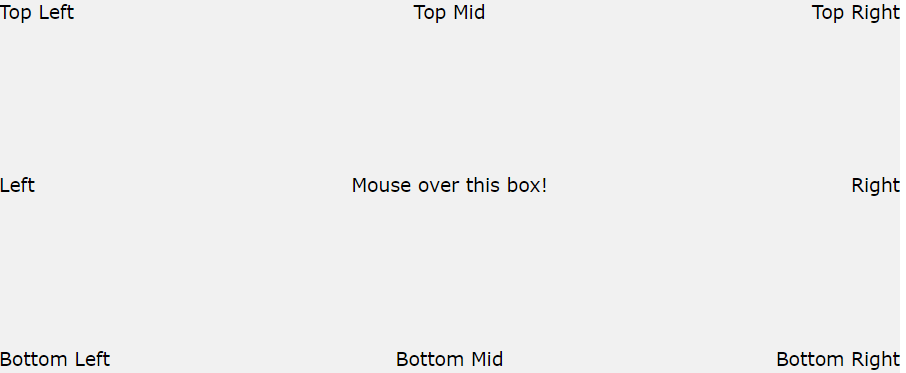 Top Left
Top Mid
Top Right
Left
Mouse over this box!
Right
Bottom Left
Bottom Mid
Bottom Right